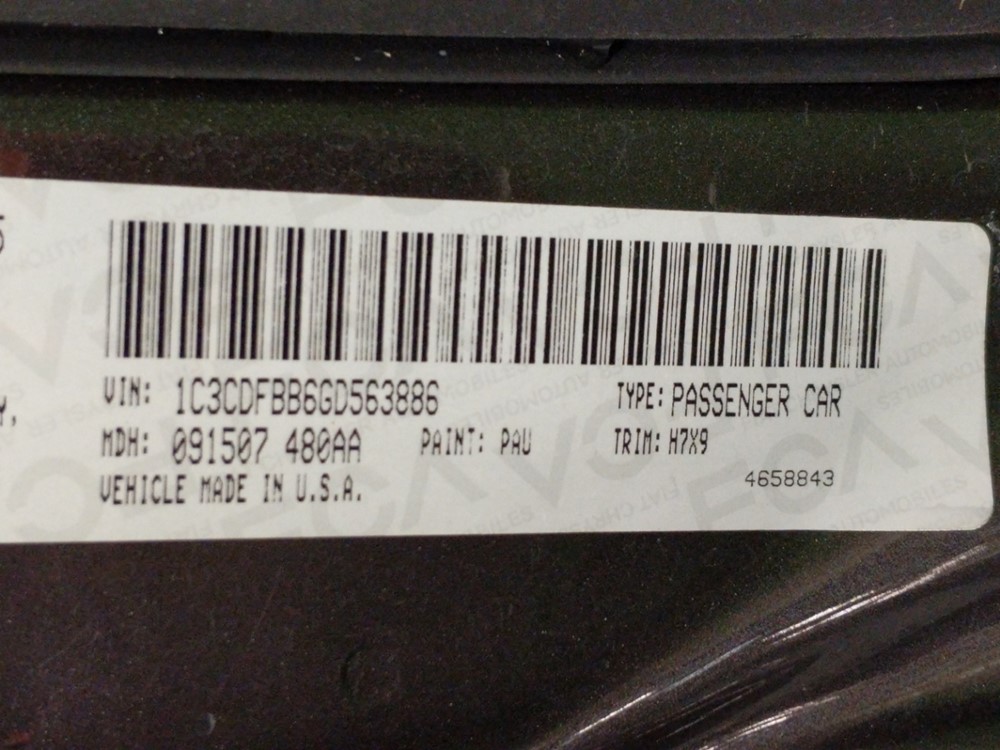 VIN: 1C3CDFBB6GD563886 TYPE: PASSENGER CAR
MDH: 091507 480AA PAINT: PAU TRIM: H7X9
VEHICLE MADE IN U.S.A. 4658843